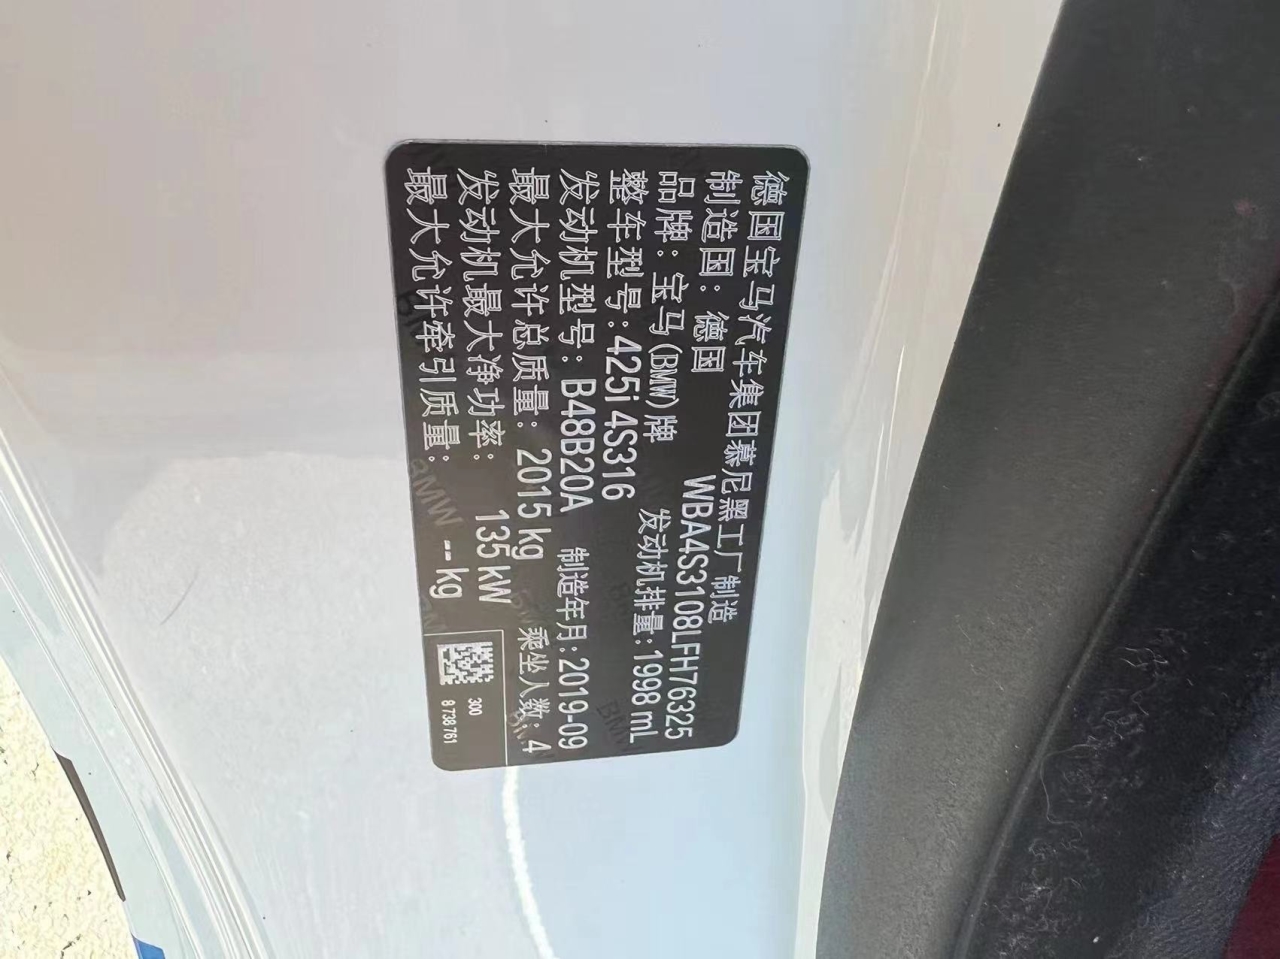 德国宝马汽车集团慕尼黑工厂制造
制造国：德国 WBA4S3108LFH76325
品牌：宝马(BMW)牌 发动机排量：1998 mL
整车型号：425i 4S316
发动机型号：B48B20A 制造年月：2019-09
最大允许总质量：2015 kg 乘坐人数：4
发动机最大净功率：135 kW
最大允许牵引质量：-- kg
300
8 738 761